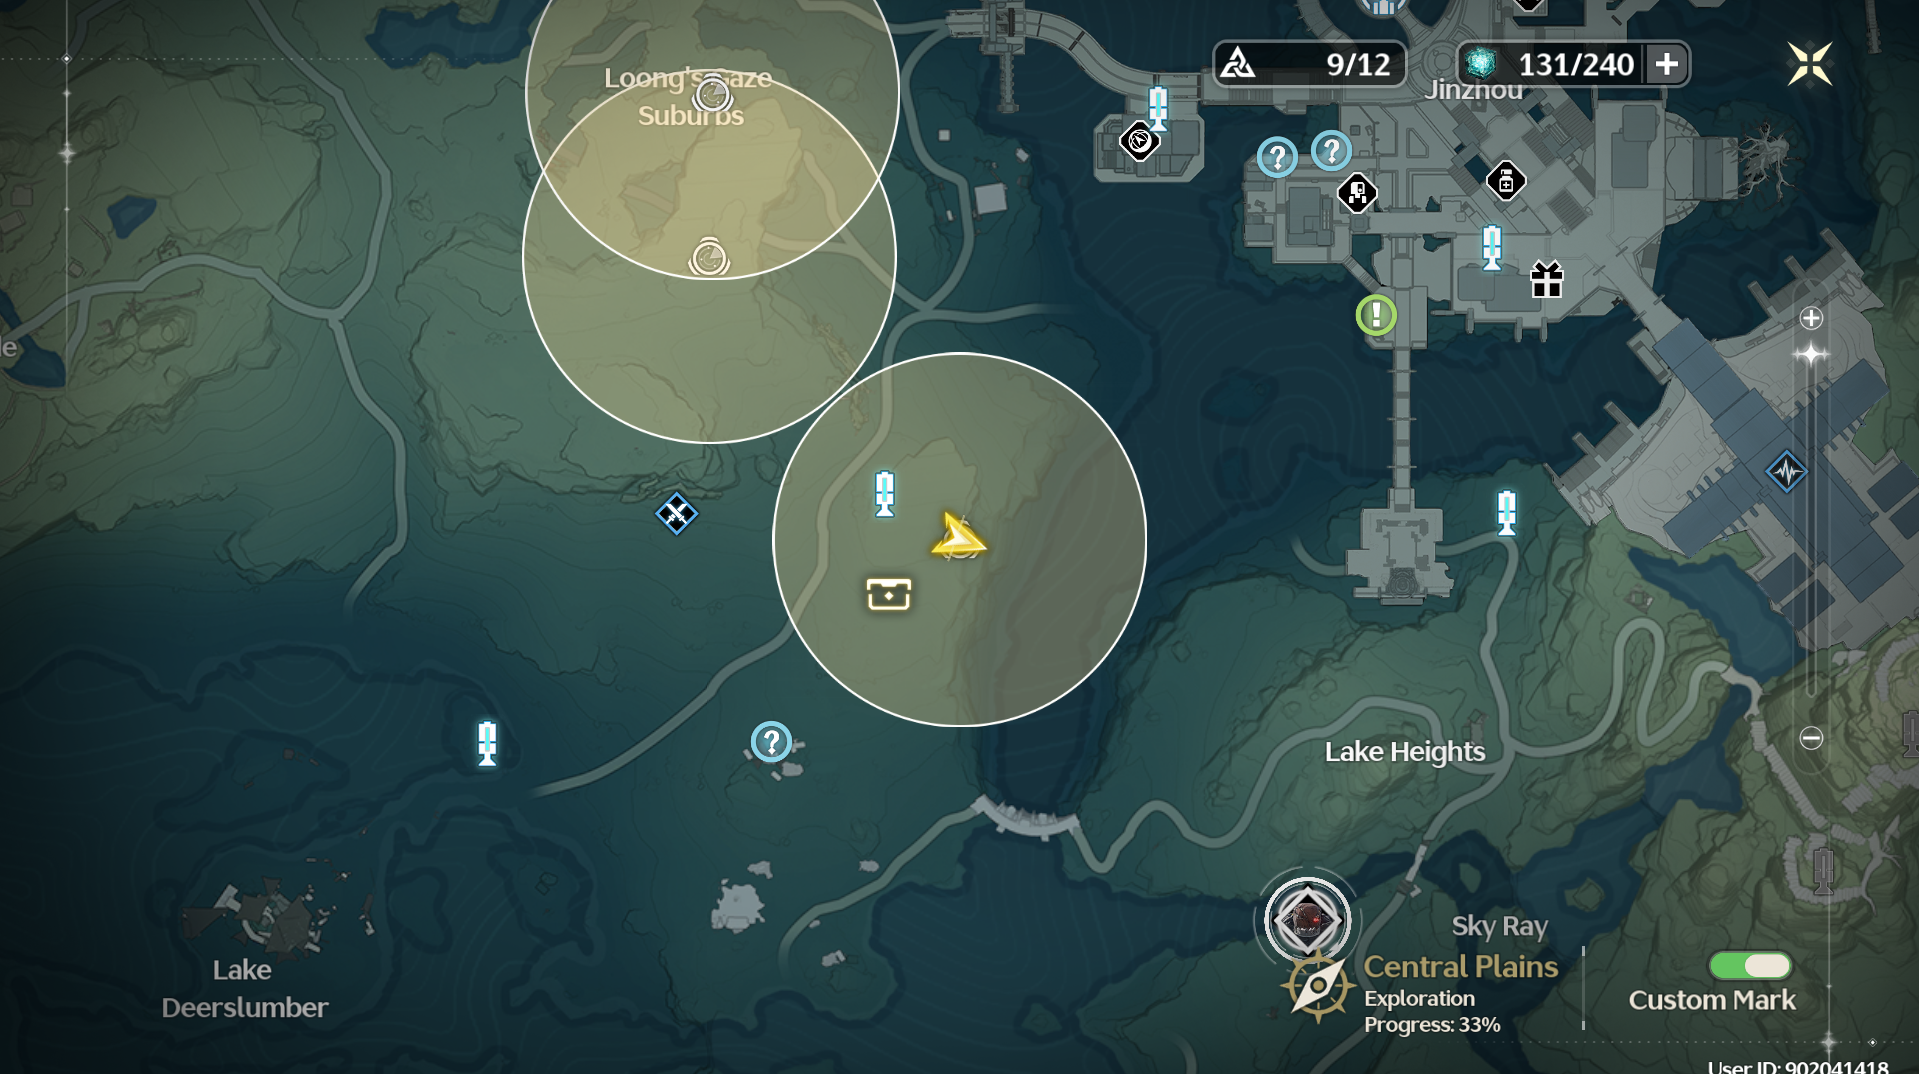 9/12
131/240
Jinzhou
Loong's Gaze
Suburbs
le
Lake Heights
Sky Ray
Central Plains
Exploration
Progress: 33%
Custom Mark
Lake
Deerslumber
User ID: 902041418